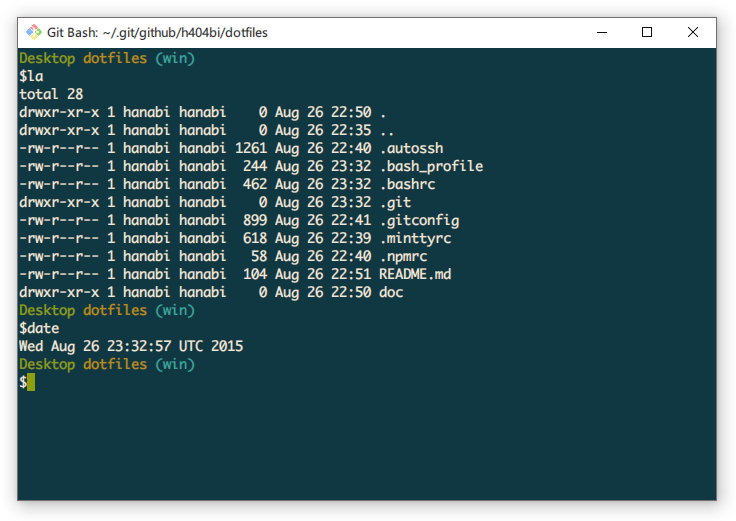 Git Bash: ~/.git/github/h404bi/dotfiles
Desktop dotfiles (win)
$la
total 28
drwxr-xr-x 1 hanabi hanabi    0 Aug 26 22:50 .
drwxr-xr-x 1 hanabi hanabi    0 Aug 26 22:35 ..
-rw-r--r-- 1 hanabi hanabi 1261 Aug 26 22:40 .autossh
-rw-r--r-- 1 hanabi hanabi  244 Aug 26 23:32 .bash_profile
-rw-r--r-- 1 hanabi hanabi  462 Aug 26 23:32 .bashrc
drwxr-xr-x 1 hanabi hanabi    0 Aug 26 23:32 .git
-rw-r--r-- 1 hanabi hanabi  899 Aug 26 22:41 .gitconfig
-rw-r--r-- 1 hanabi hanabi  618 Aug 26 22:39 .minttyrc
-rw-r--r-- 1 hanabi hanabi   58 Aug 26 22:40 .npmrc
-rw-r--r-- 1 hanabi hanabi  104 Aug 26 22:51 README.md
drwxr-xr-x 1 hanabi hanabi    0 Aug 26 22:50 doc
Desktop dotfiles (win)
$date
Wed Aug 26 23:32:57 UTC 2015
Desktop dotfiles (win)
$